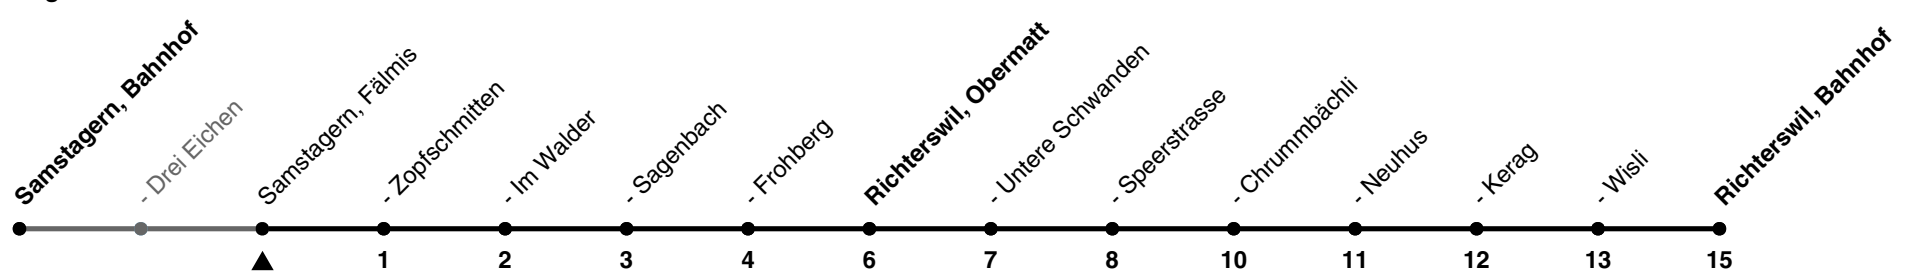 Samstagern, Bahnhof
- Drei Eichen
Samstagern, Fälmis
- Zopfschmitten
- Im Walder
- Sagenbach
- Frohberg
Richterswil, Obermatt
- Untere Schwanden
- Speerstrasse
- Chrummbächli
- Neuhus
- Kerag
- Wisli
Richterswil, Bahnhof
1 2 3 4 6 7 8 10 11 12 13 15